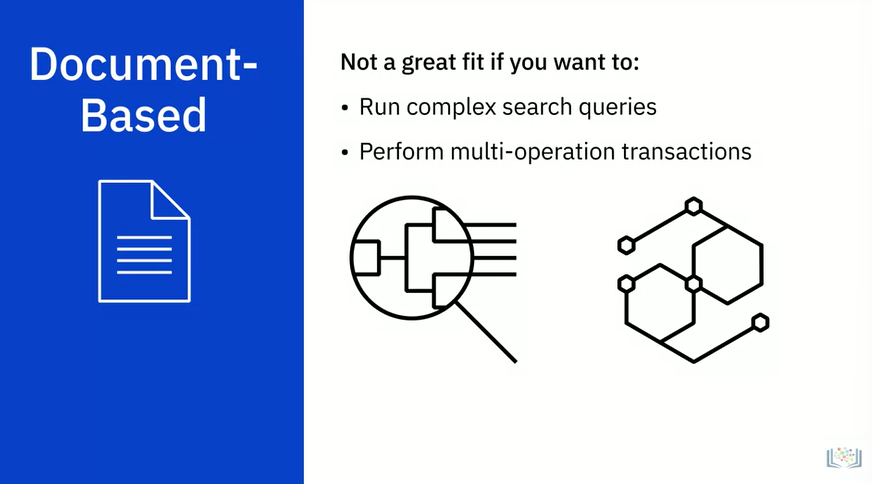 Document-
Based
Not a great fit if you want to:
• Run complex search queries
• Perform multi-operation transactions